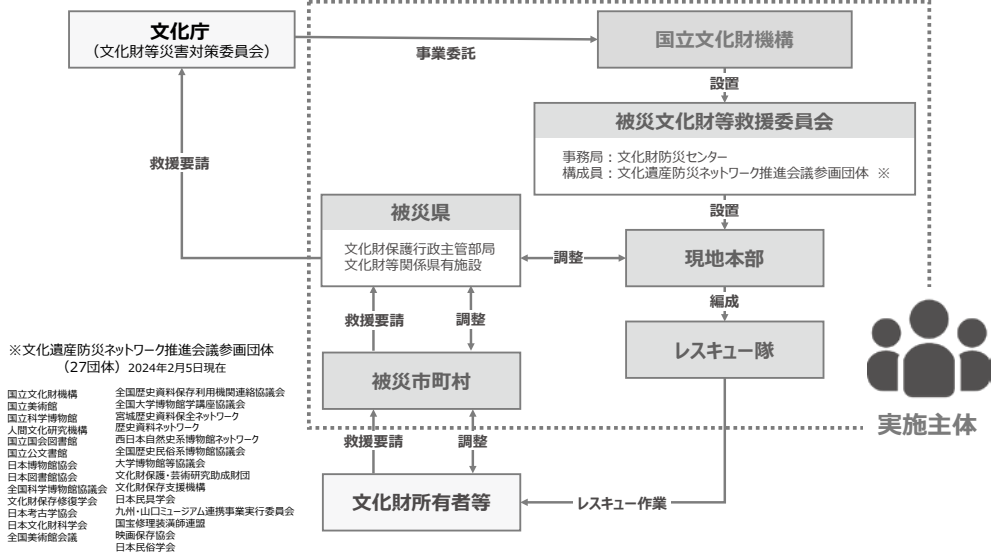 文化庁
（文化財等災害対策委員会）
事業委託
国立文化財機構
設置
被災文化財等救援委員会
事務局：文化財防災センター
構成員：文化遺産防災ネットワーク推進会議参画団体 ※
設置
救援要請
被災県
文化財保護行政主管部局
文化財等関係県有施設
調整
現地本部
編成
救援要請
調整
レスキュー隊
被災市町村
実施主体
救援要請
調整
文化財所有者等
レスキュー作業
※文化遺産防災ネットワーク推進会議参画団体
（27団体）2024年2月5日現在
国立文化財機構
国立美術館
国立科学博物館
人間文化研究機構
国立国会図書館
国立公文書館
日本博物館協会
日本図書館協会
全国科学博物館協議会
文化財保存修復学会
日本考古学協会
日本文化財科学会
全国美術館会議
全国歴史資料保存利用機関連絡協議会
全国大学博物館学講座協議会
宮城歴史資料保全ネットワーク
歴史資料ネットワーク
西日本自然史系博物館ネットワーク
全国歴史民俗系博物館協議会
大学博物館等協議会
文化財保護・芸術研究助成財団
文化財保存支援機構
日本民具学会
九州・山口ミュージアム連携事業実行委員会
国宝修理装潢師連盟
映画保存協会
日本民俗学会